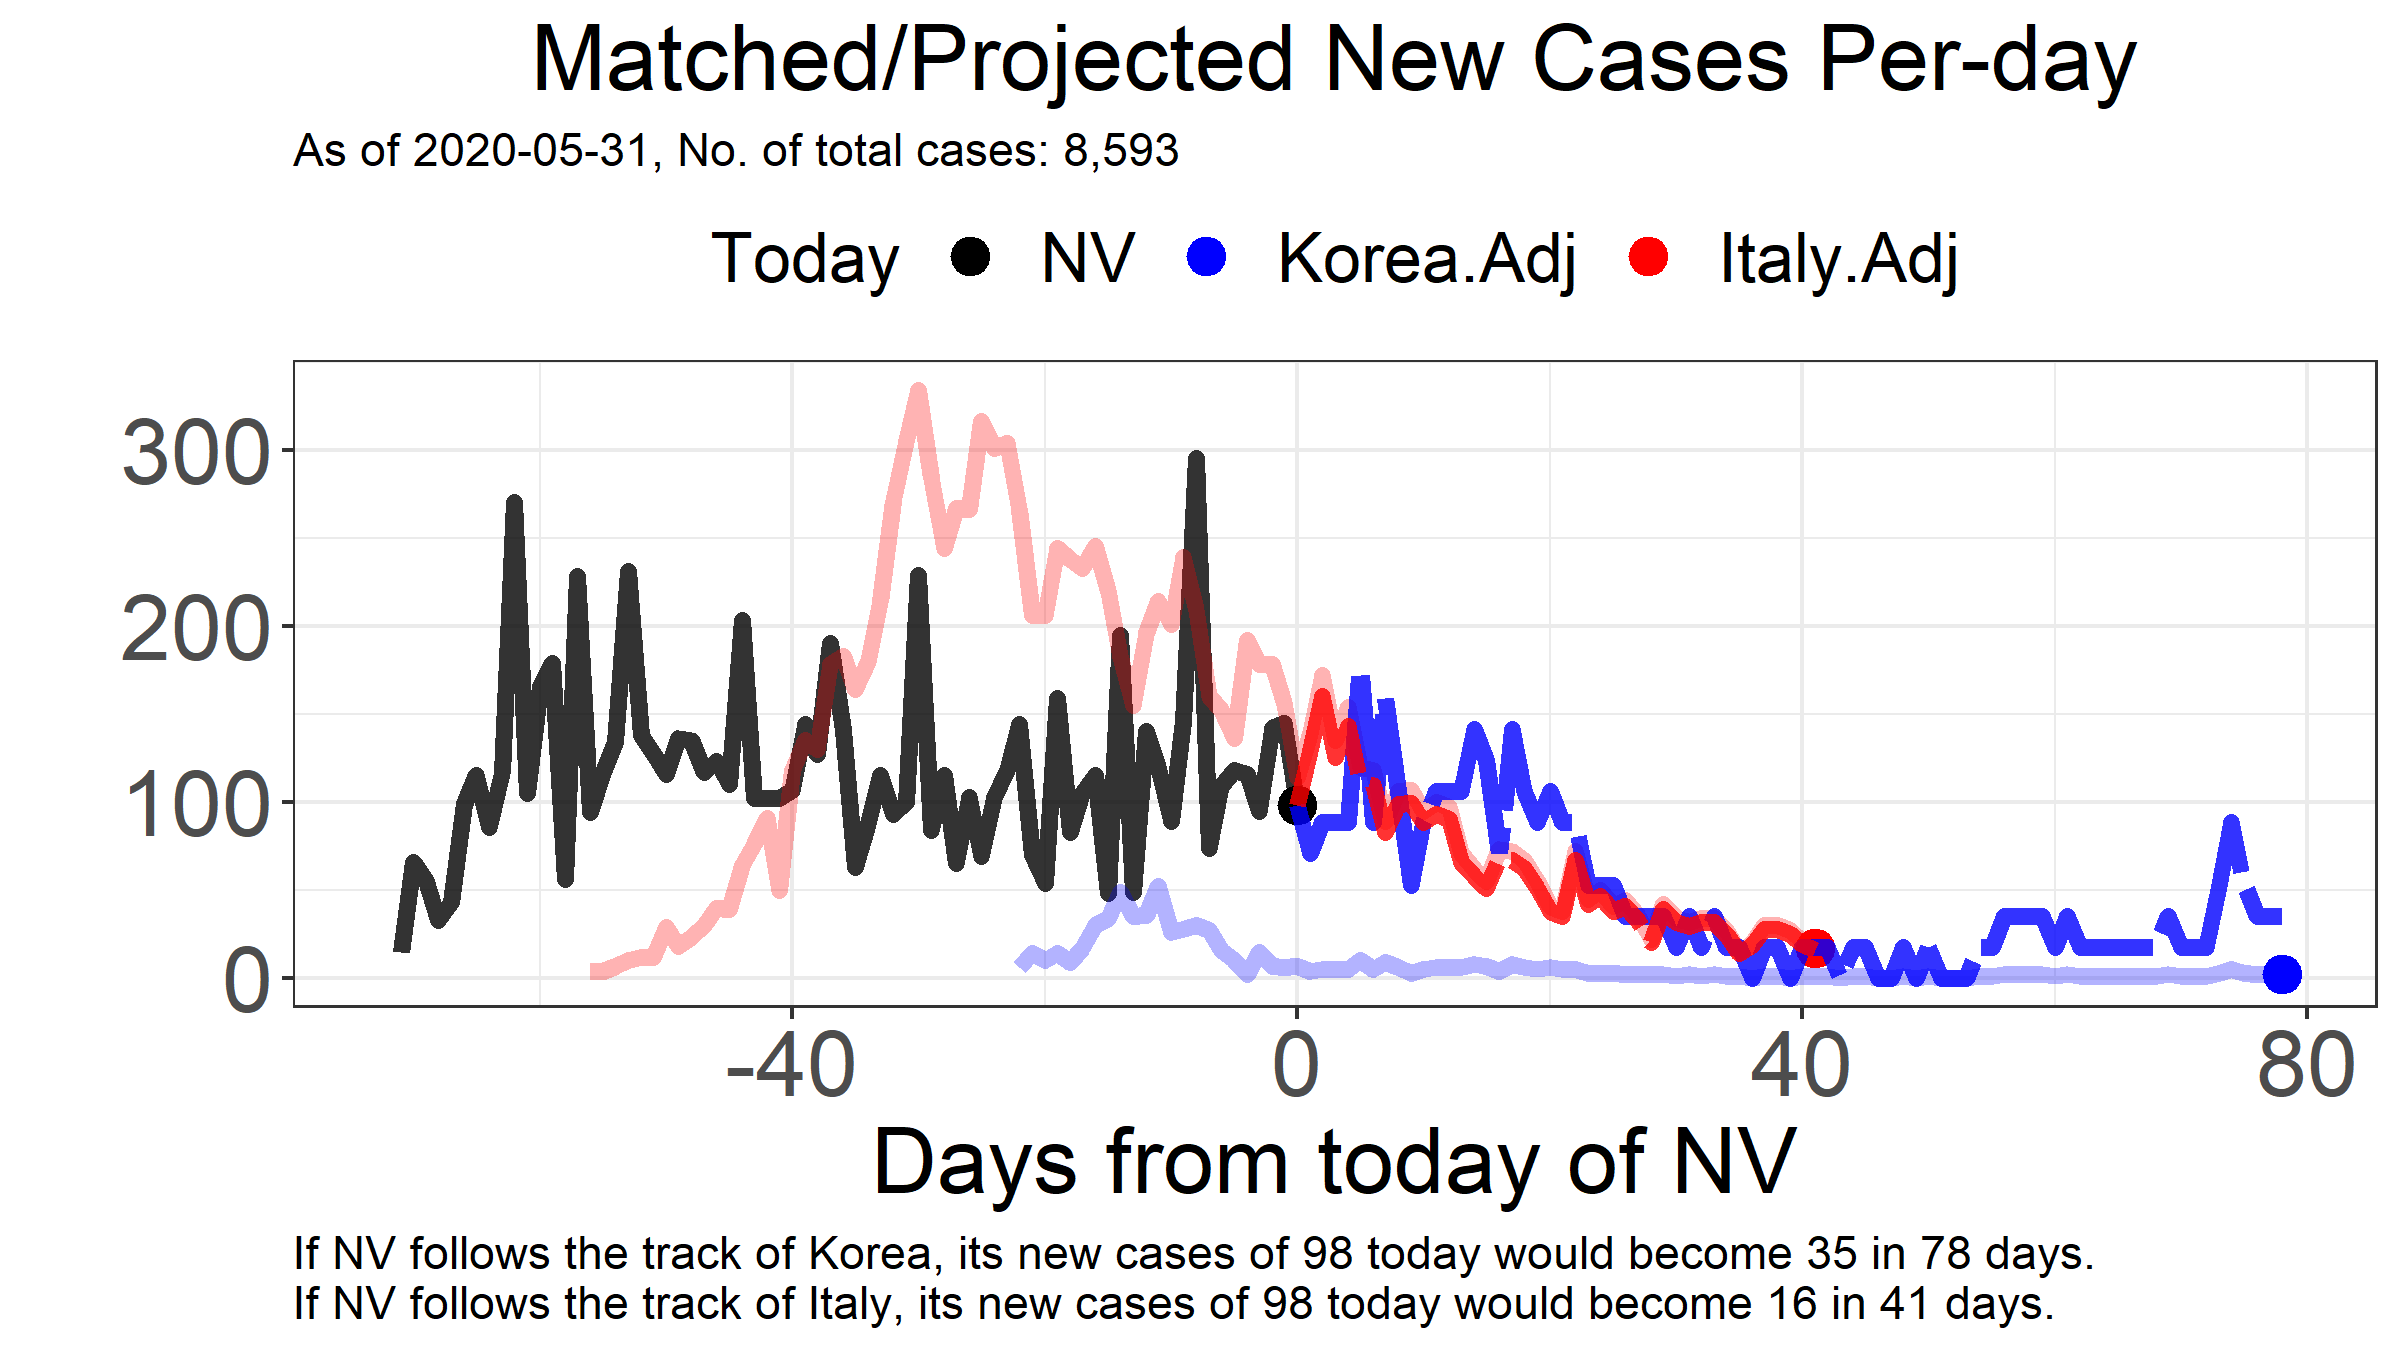 Matched/Projected New Cases Per-day
As of 2020-05-31, No. of total cases: 8,593
Today NV Korea.Adj Italy.Adj
300
200
100
0
-40 0 40 80
Days from today of NV
If NV follows the track of Korea, its new cases of 98 today would become 35 in 78 days.
If NV follows the track of Italy, its new cases of 98 today would become 16 in 41 days.